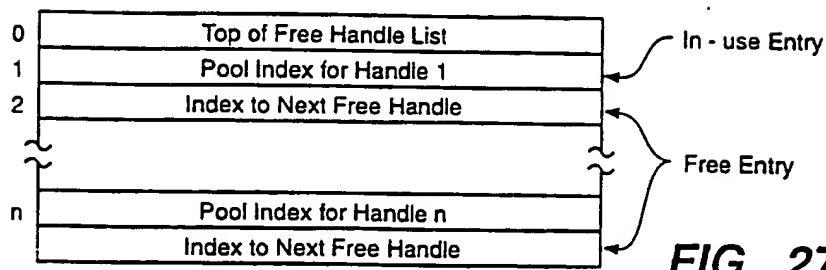 0 Top of Free Handle List
In - use Entry
1 Pool Index for Handle 1
2 Index to Next Free Handle
Free Entry
n Pool Index for Handle n
Index to Next Free Handle
FIG. 27